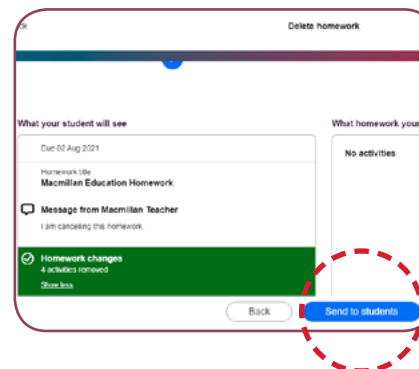 Delete homework
What your student will see
What homework your
Due 02 Aug 2021
No activities
Homework title
Macmillan Education Homework
Message from Macmillan Teacher
I am cancelling this homework.
Homework changes
4 activities removed
Show less
Back
Send to students